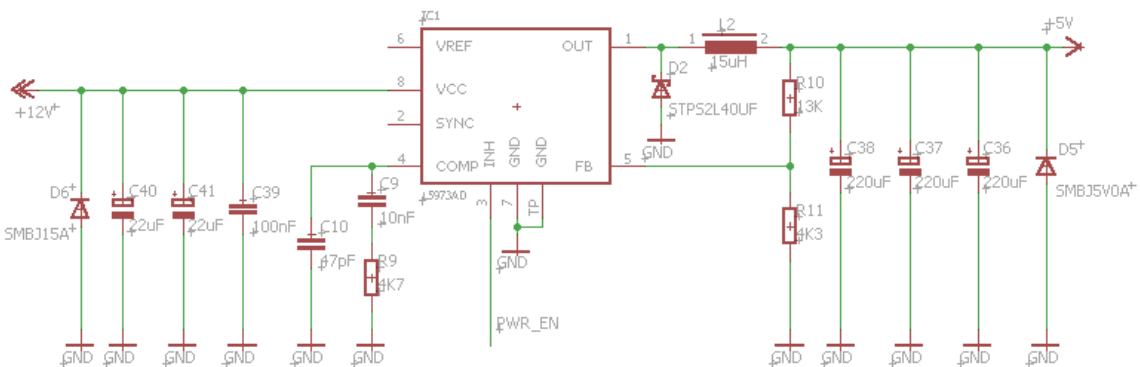 IC1
6 VREF OUT 1
8 VCC
2 SYNC
4 COMP
INH
GND
GND
FB 5
5973AD
3
7
TP
+12V
D6
SMBJ15A
C40
22uF
C41
22uF
C39
100nF
C10
47pF
C9
10nF
R9
4K7
GND
PWR_EN
1 L2 2
15uH
D2
STPS2L40UF
GND
R10
13K
R11
4K3
C38
220uF
C37
220uF
C36
220uF
D5
SMBJ5V0A
+5V
GND
GND
GND
GND
GND
GND
GND
GND
GND
GND
GND